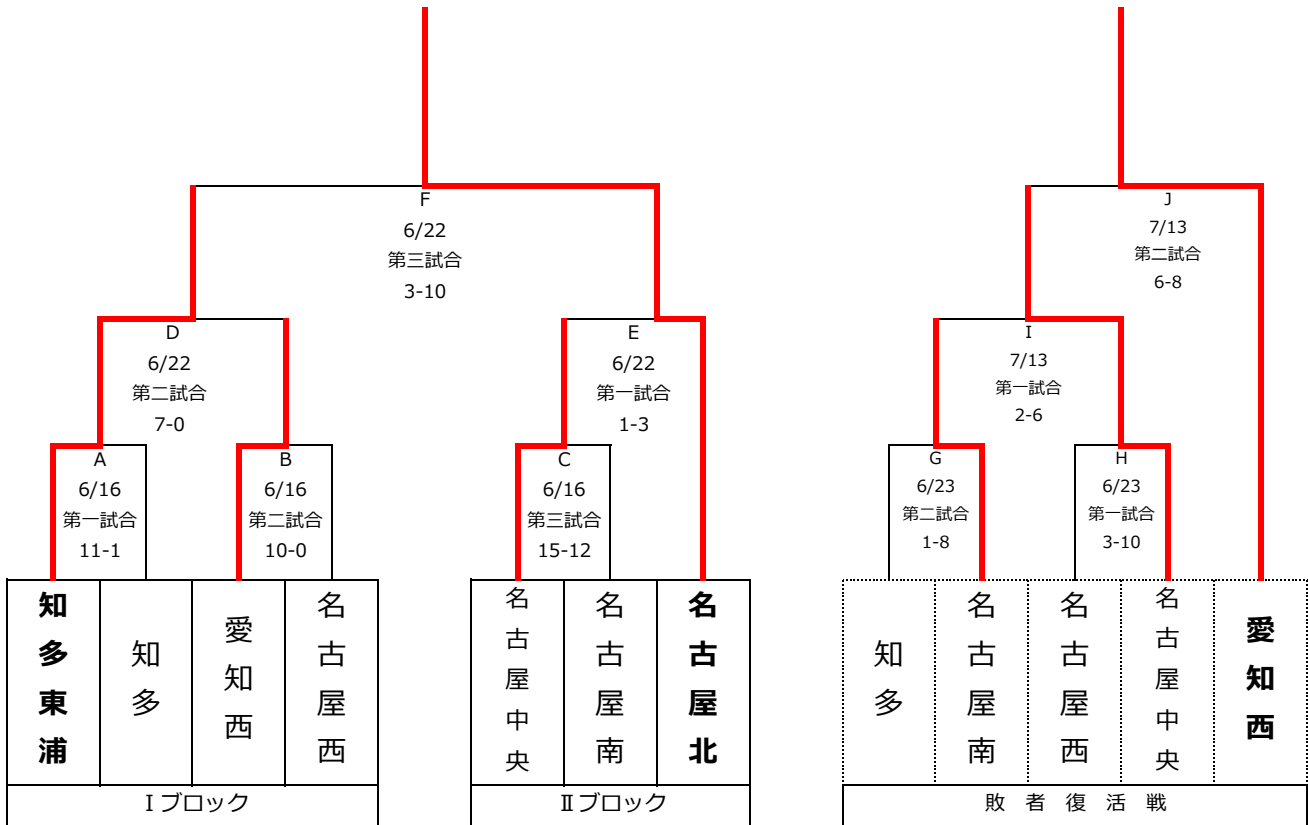 F
6/22
第三試合
3-10
J
7/13
第二試合
6-8
D
6/22
第二試合
7-0
E
6/22
第一試合
1-3
I
7/13
第一試合
2-6
A
6/16
第一試合
11-1
B
6/16
第二試合
10-0
C
6/16
第三試合
15-12
G
6/23
第二試合
1-8
H
6/23
第一試合
3-10
知多東浦
知多
愛知西
名古屋西
名古屋中央
名古屋南
名古屋北
知多
名古屋南
名古屋西
名古屋中央
愛知西
Ⅰブロック
Ⅱブロック
敗者復活戦